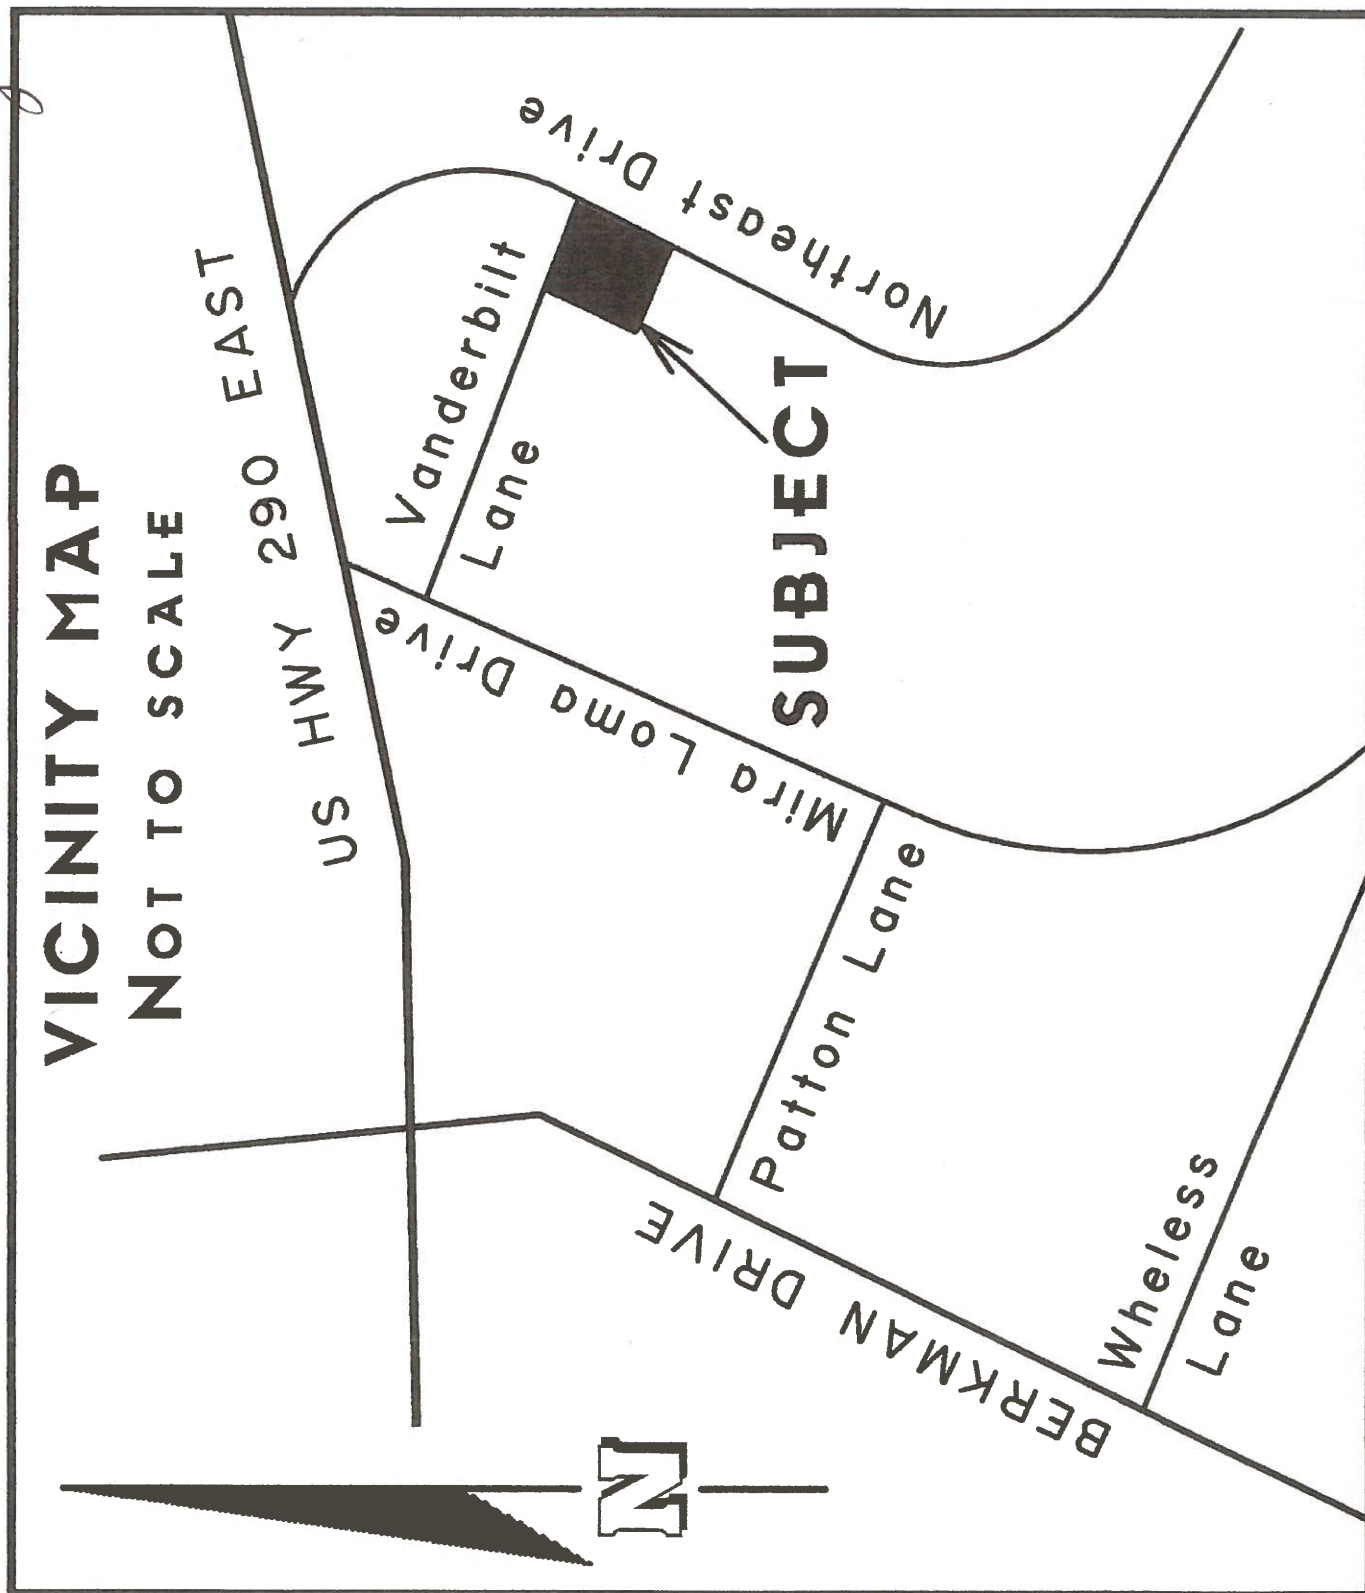 VICINITY MAP
NOT TO SCALE
US HWY 290 EAST
Northeast Drive
Vanderbilt
Lane
Mira Loma Drive
SUBJECT
Patton Lane
BERKMAN DRIVE
Wheless
Lane
N